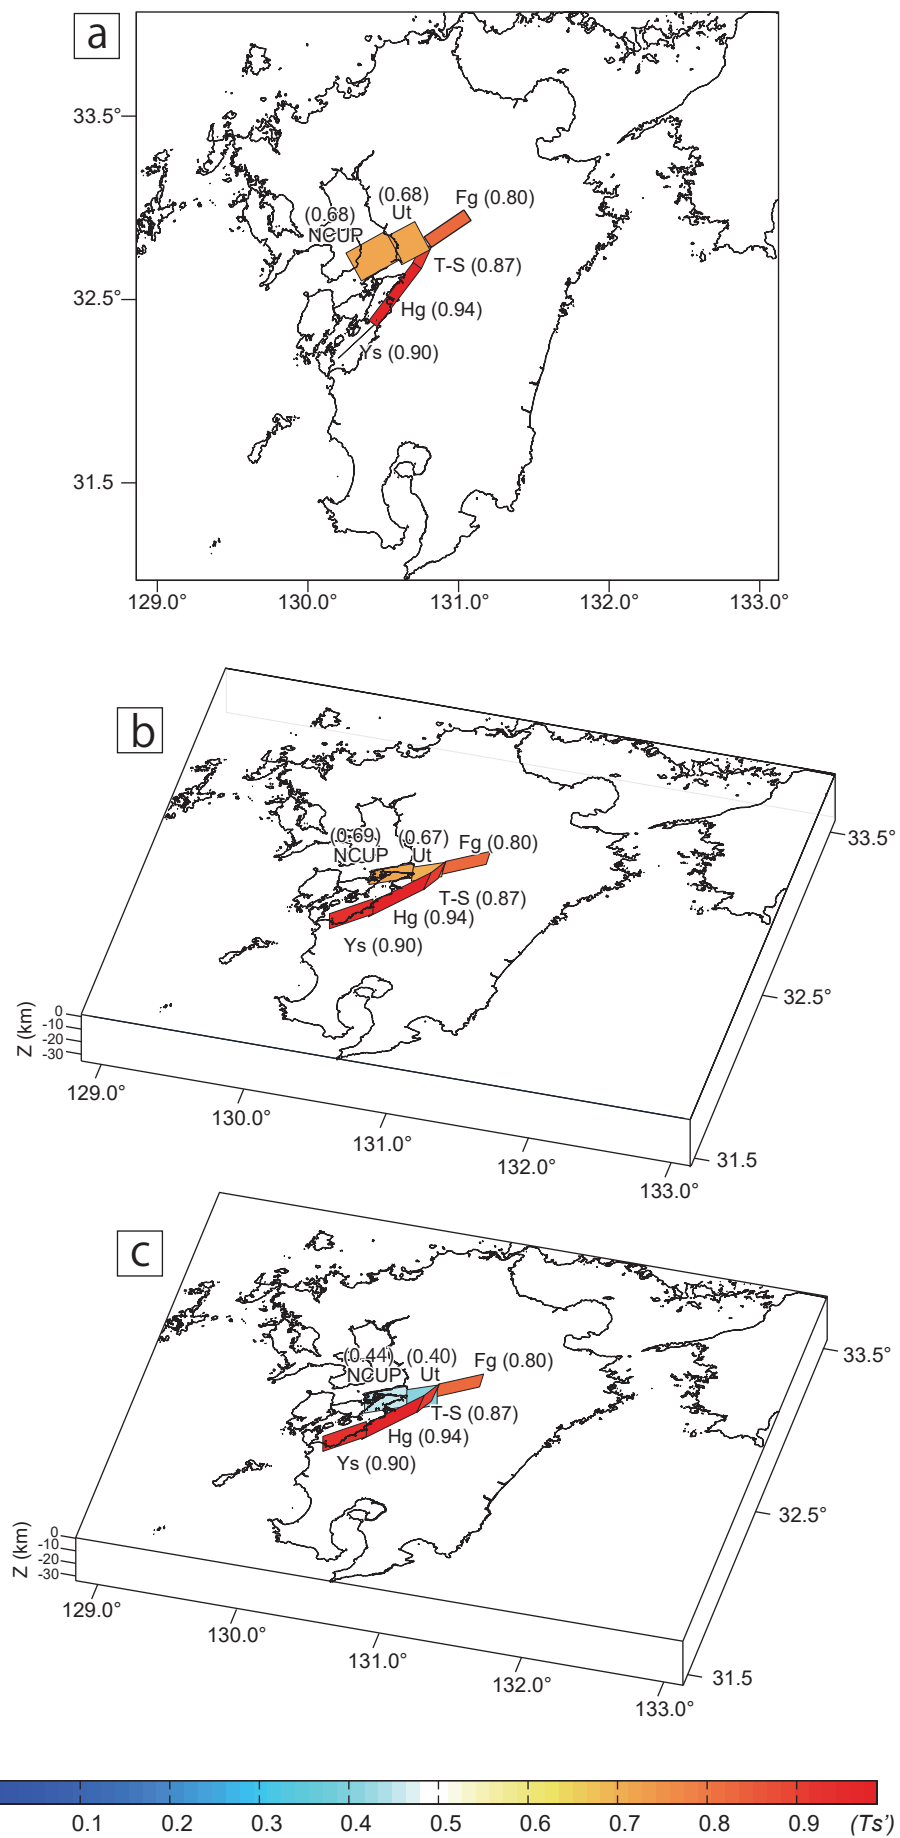 a
33.5°
32.5°
31.5
(0.68)
Ut
Fg (0.80)
(0.68)
NCUP
T-S (0.87)
Hg (0.94)
Ys (0.90)
129.0°
130.0°
131.0°
132.0°
133.0°
b
(0.69)
(0.67)
Fg (0.80)
NCUP
Ut
T-S (0.87)
Hg (0.94)
Ys (0.90)
33.5°
32.5°
31.5
Z (km)
0
-10
-20
-30
129.0°
130.0°
131.0°
132.0°
133.0°
c
(0.44)
(0.40)
Fg (0.80)
NCUP
Ut
T-S (0.87)
Hg (0.94)
Ys (0.90)
33.5°
32.5°
31.5
Z (km)
0
-10
-20
-30
129.0°
130.0°
131.0°
132.0°
133.0°
0.1 0.2 0.3 0.4 0.5 0.6 0.7 0.8 0.9 (Ts')